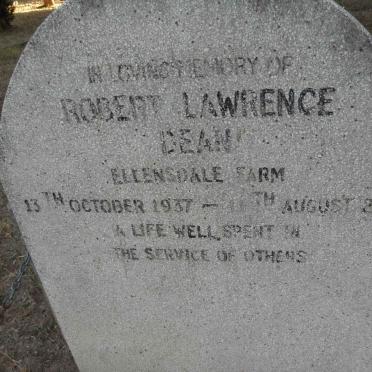 IN LOVING MEMORY OF
ROBERT LAWRENCE
DEAN
ELLENSDALE FARM
13TH OCTOBER 1937 — TH AUGUST
A LIFE WELL SPENT IN
THE SERVICE OF OTHERS